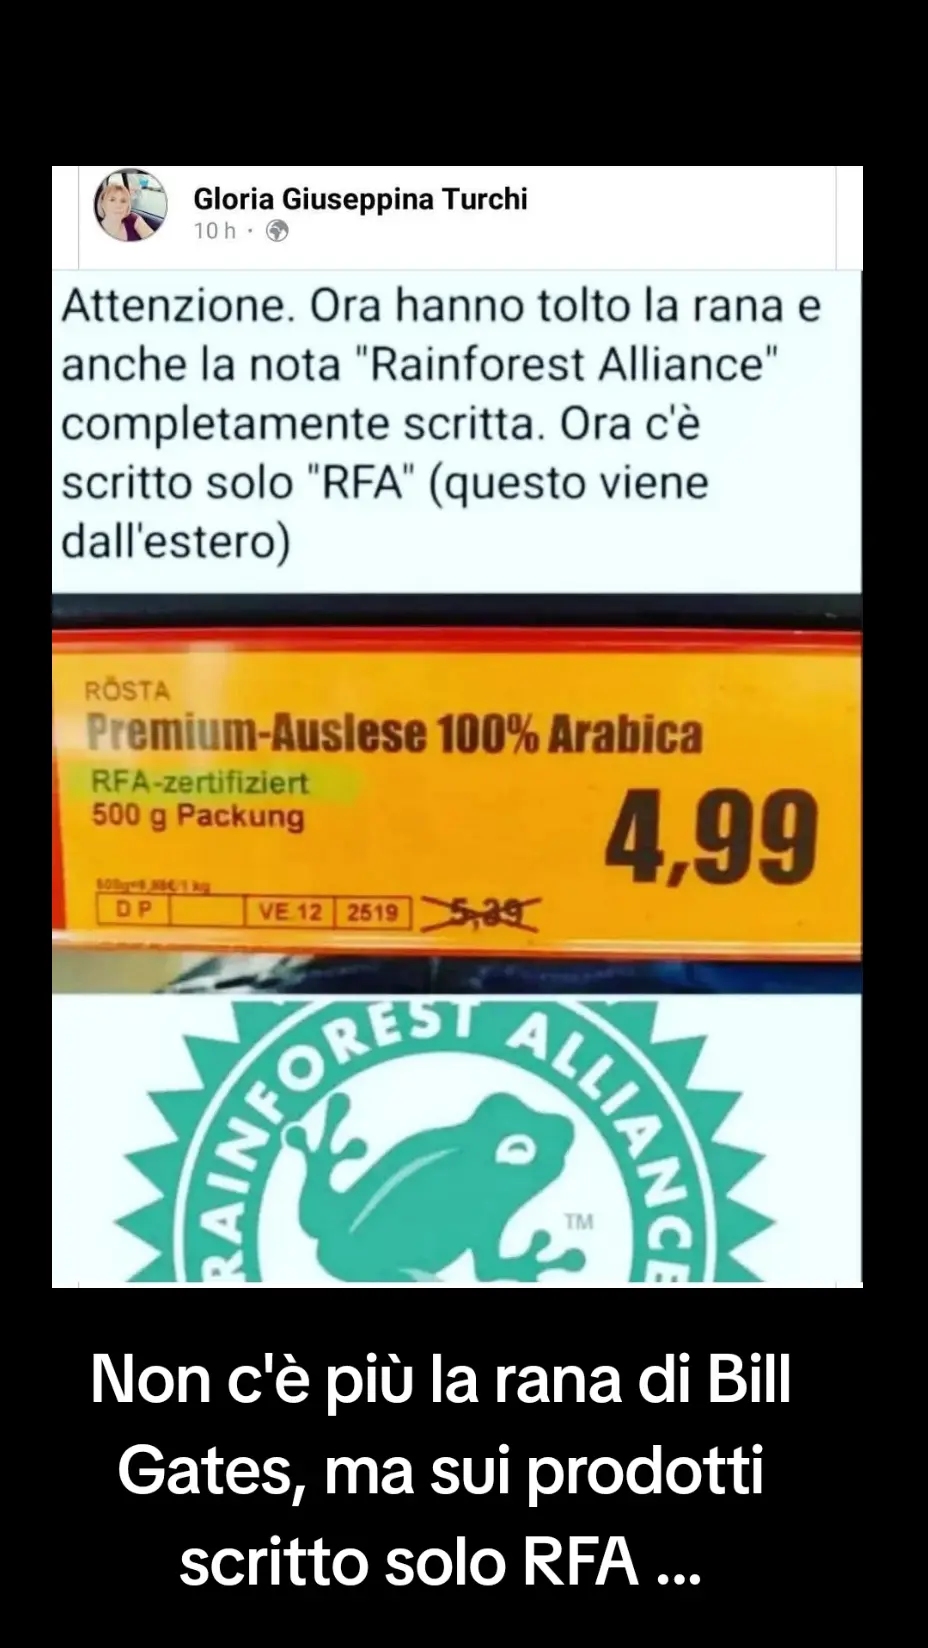 Gloria Giuseppina Turchi
10 h ·
Attenzione. Ora hanno tolto la rana e
anche la nota "Rainforest Alliance"
completamente scritta. Ora c'è
scritto solo "RFA" (questo viene
dall'estero)
RÖSTA
Premium-Auslese 100% Arabica
RFA-zertifiziert
500 g Packung
4,99
DP
VE 12
2519
5,39
RAINFOREST ALLIANCE
TM
Non c'è più la rana di Bill
Gates, ma sui prodotti
scritto solo RFA ...